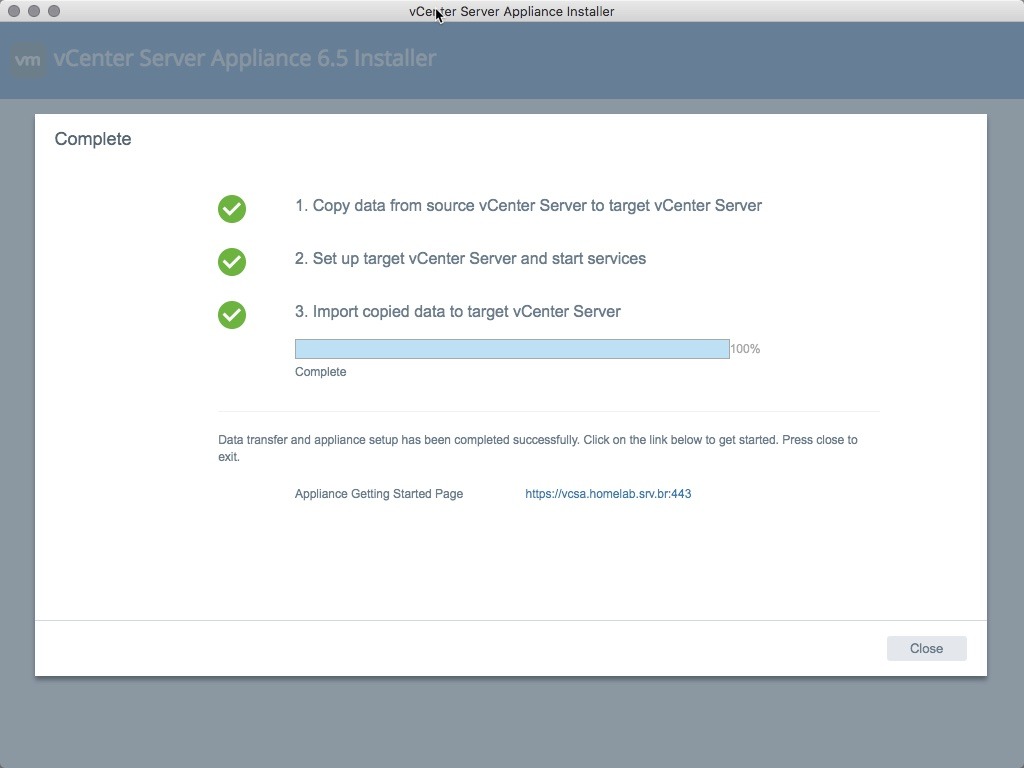 vCenter Server Appliance Installer
vm vCenter Server Appliance 6.5 Installer
Complete
1. Copy data from source vCenter Server to target vCenter Server
2. Set up target vCenter Server and start services
3. Import copied data to target vCenter Server
100%
Complete
Data transfer and appliance setup has been completed successfully. Click on the link below to get started. Press close to
exit.
Appliance Getting Started Page https://vcsa.homelab.srv.br:443
Close